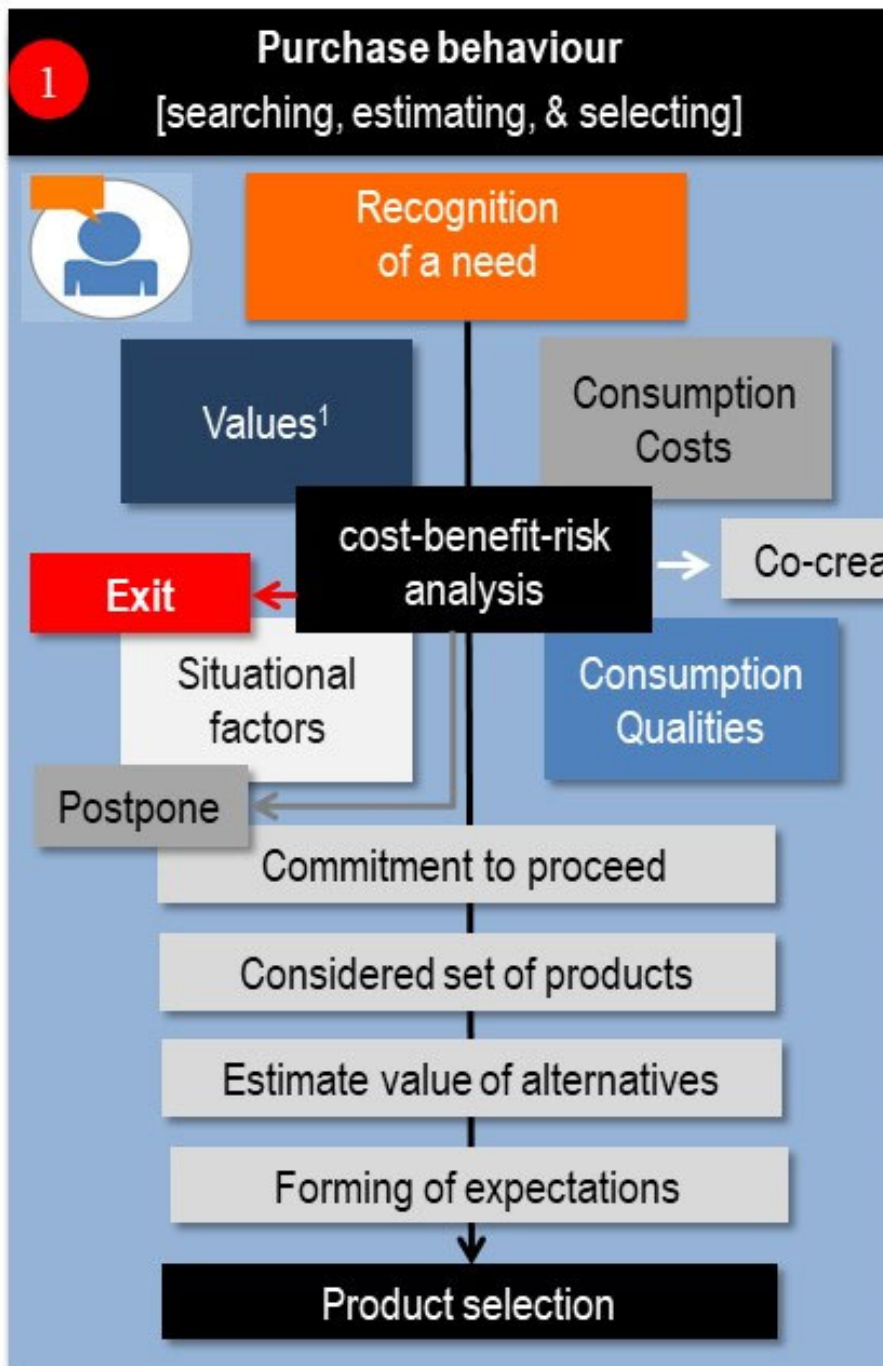 1
Purchase behaviour
[searching, estimating, & selecting]
Recognition
of a need
Values¹
Consumption
Costs
cost-benefit-risk
analysis
Exit
Co-crea
Situational
factors
Consumption
Qualities
Postpone
Commitment to proceed
Considered set of products
Estimate value of alternatives
Forming of expectations
Product selection